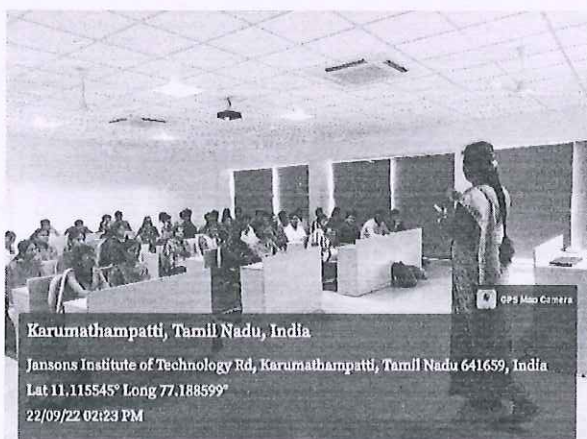 GPS Map Camera
Karumathampatti, Tamil Nadu, India
Jansons Institute of Technology Rd, Karumathampatti, Tamil Nadu 641659, India
Lat 11.115545° Long 77.188599°
22/09/22 02:23 PM